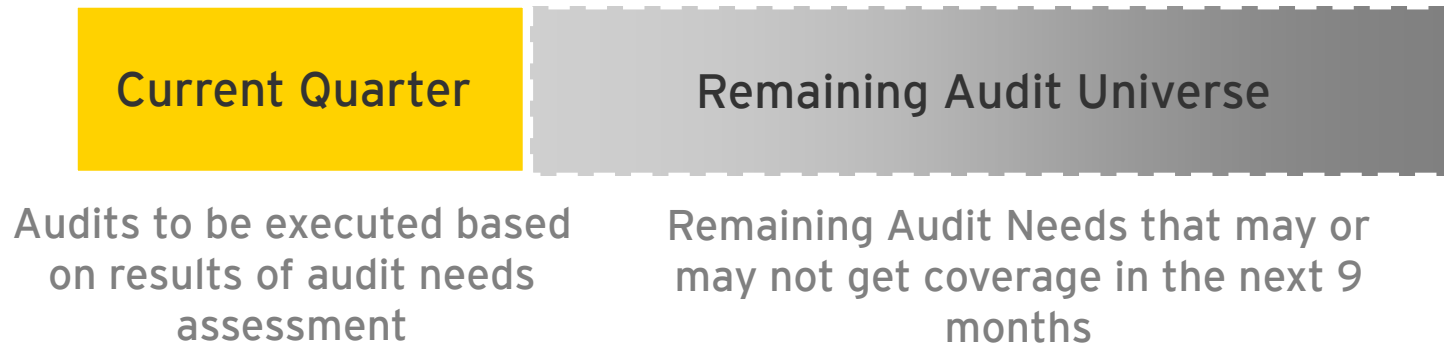 Current Quarter
Remaining Audit Universe
Audits to be executed based
on results of audit needs
assessment
Remaining Audit Needs that may or
may not get coverage in the next 9
months